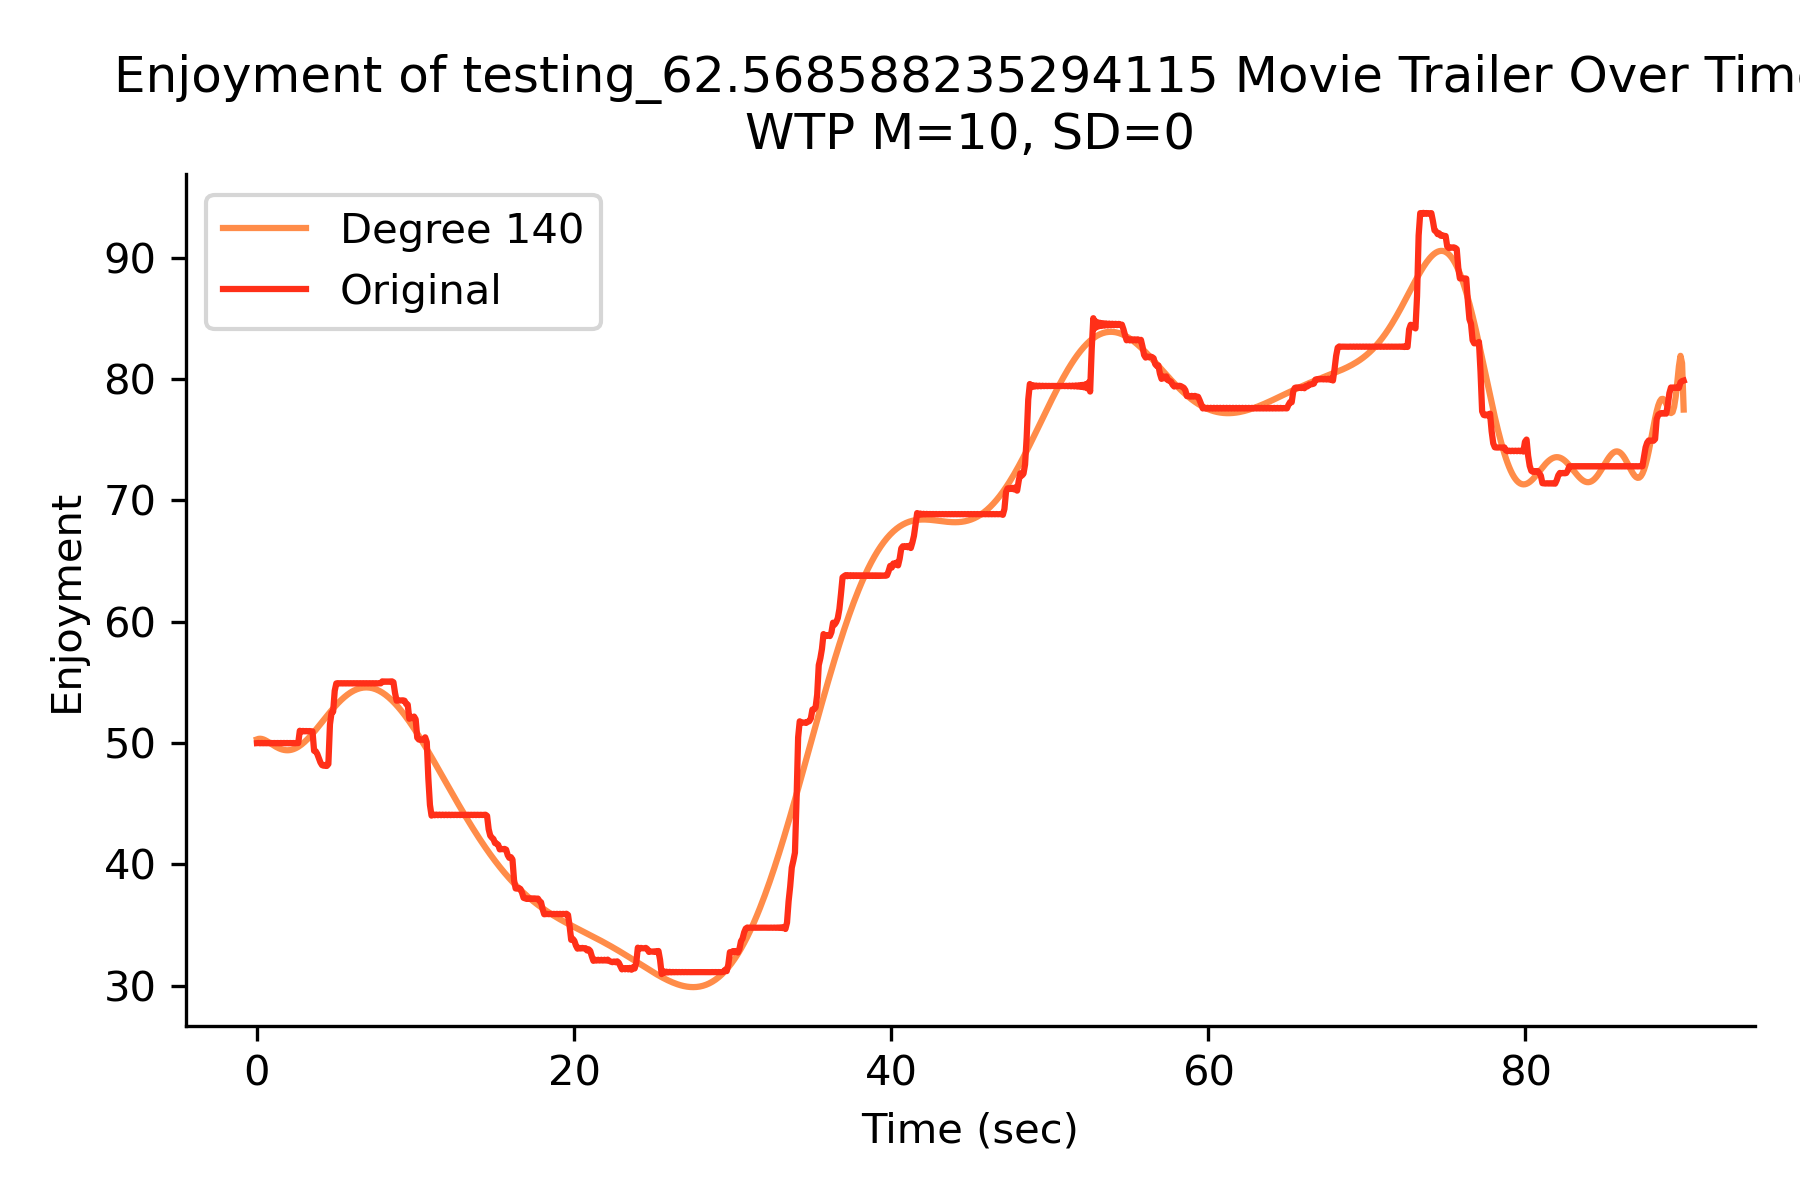 Enjoyment of testing_62.568588235294115 Movie Trailer Over Tim
WTP M=10, SD=0
Degree 140
Original
90
80
70
60
50
40
30
Enjoyment
0 20 40 60 80
Time (sec)